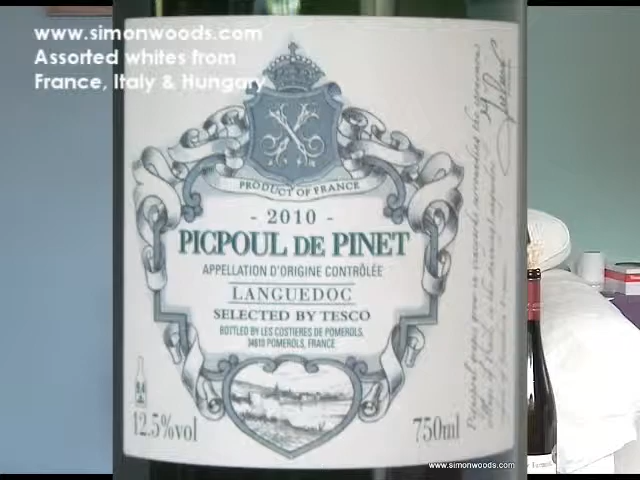 www.simonwoods.com
Assorted whites from
France, Italy & Hungary
PRODUCT OF FRANCE
- 2010 -
PICPOUL DE PINET
APPELLATION D'ORIGINE CONTRÔLÉE
LANGUEDOC
SELECTED BY TESCO
BOTTLED BY LES COSTIERES DE POMEROLS,
34810 POMEROLS, FRANCE
12.5%vol
750ml
www.simonwoods.com